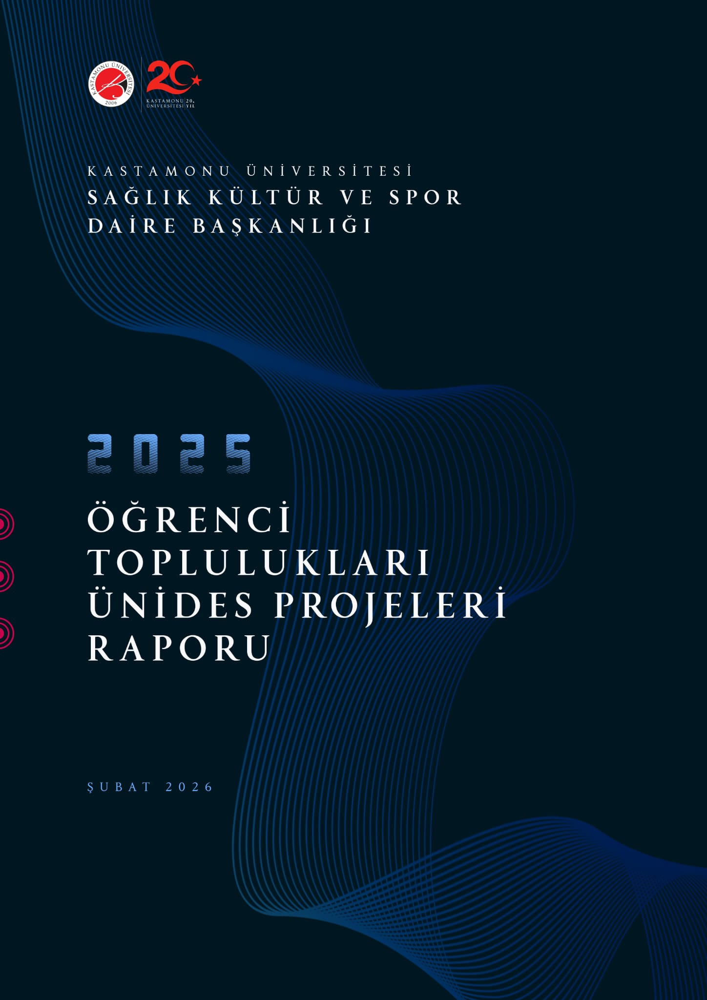 KASTAMONU ÜNİVERSİTESİ
2006
20
KASTAMONU 20.
ÜNİVERSİTESİ YIL
KASTAMONU ÜNİVERSİTESİ
SAĞLIK KÜLTÜR VE SPOR
DAİRE BAŞKANLIĞI
2025
ÖĞRENCİ
TOPLULUKLARI
ÜNİDES PROJELERİ
RAPORU
ŞUBAT 2026